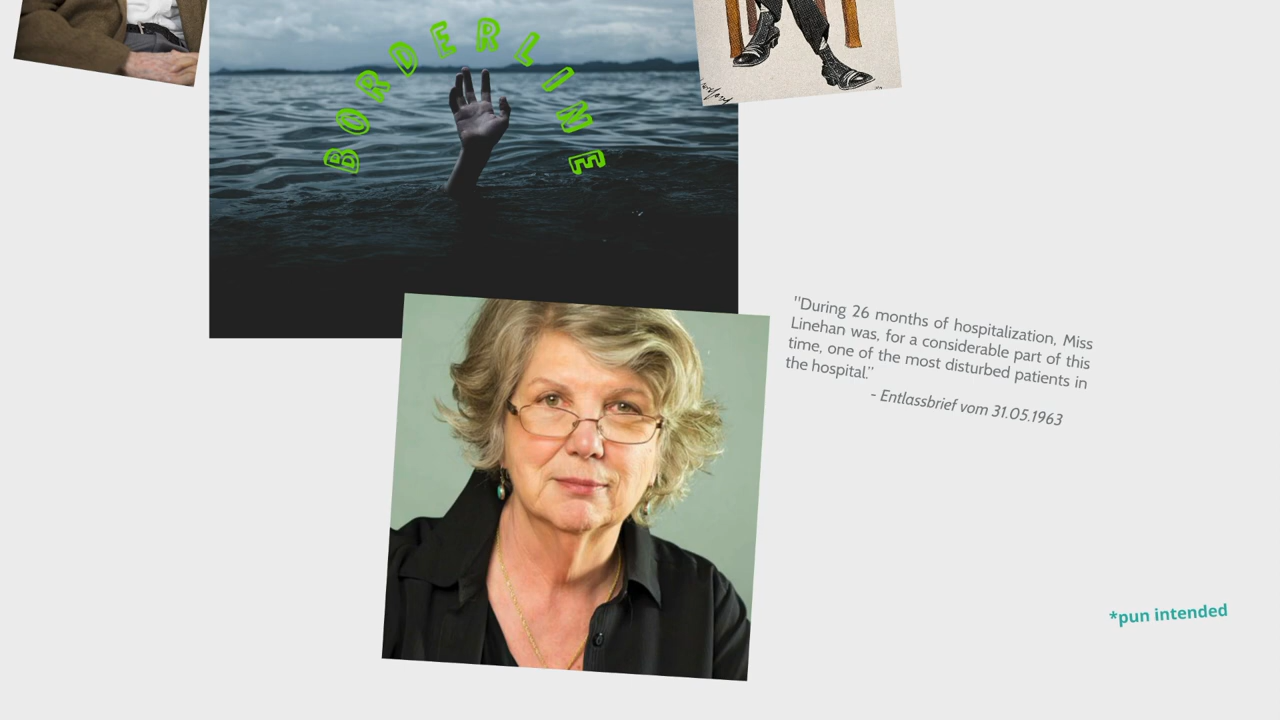 BORDERLINE
"During 26 months of hospitalization, Miss
Linehan was, for a considerable part of this
time, one of the most disturbed patients in
the hospital."
- Entlassbrief vom 31.05.1963
*pun intended